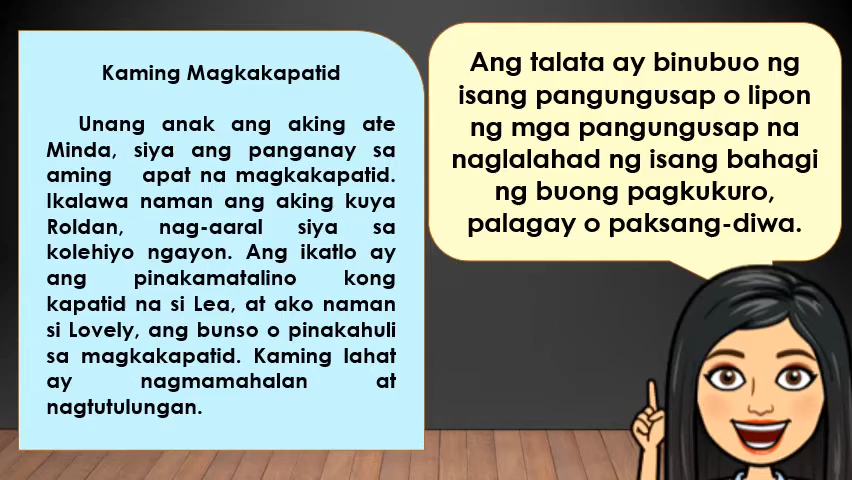 Kaming Magkakapatid
Unang anak ang aking ate
Minda, siya ang panganay sa
aming apat na magkakapatid.
Ikalawa naman ang aking kuya
Roldan, nag-aaral siya sa
kolehiyo ngayon. Ang ikatlo ay
ang pinakamatalino kong
kapatid na si Lea, at ako naman
si Lovely, ang bunso o pinakahuli
sa magkakapatid. Kaming lahat
ay nagmamahalan at
nagtutulungan.
Ang talata ay binubuo ng
isang pangungusap o lipon
ng mga pangungusap na
naglalahad ng isang bahagi
ng buong pagkukuro,
palagay o paksang-diwa.